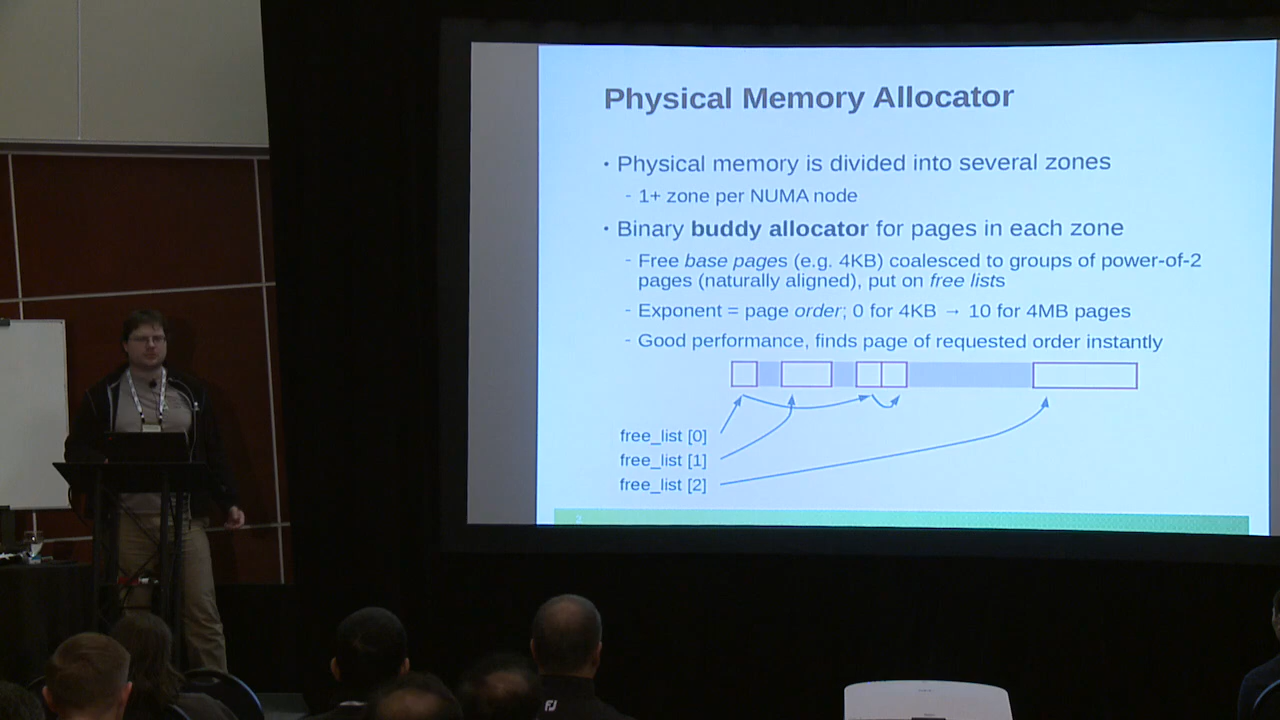 Physical Memory Allocator
• Physical memory is divided into several zones
- 1+ zone per NUMA node
• Binary buddy allocator for pages in each zone
- Free base pages (e.g. 4KB) coalesced to groups of power-of-2
pages (naturally aligned), put on free lists
- Exponent = page order; 0 for 4KB → 10 for 4MB pages
- Good performance, finds page of requested order instantly
free_list [0]
free_list [1]
free_list [2]
2
FJ